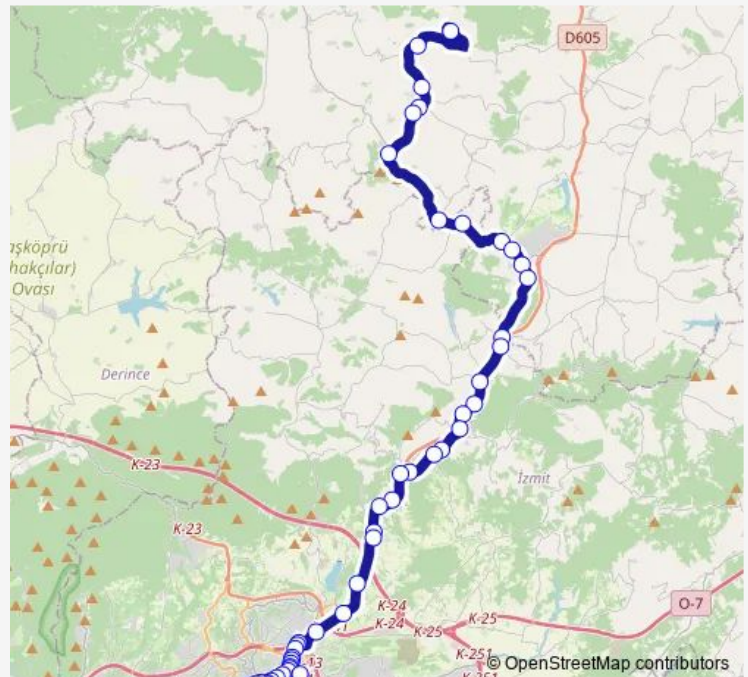 D605
aşköprü
hakçılar)
Ovası
Derince
K-23
İzmit
K-23
O-7
K-24
K-24
K-25
K-25
K-251
© OpenStreetMap contributors